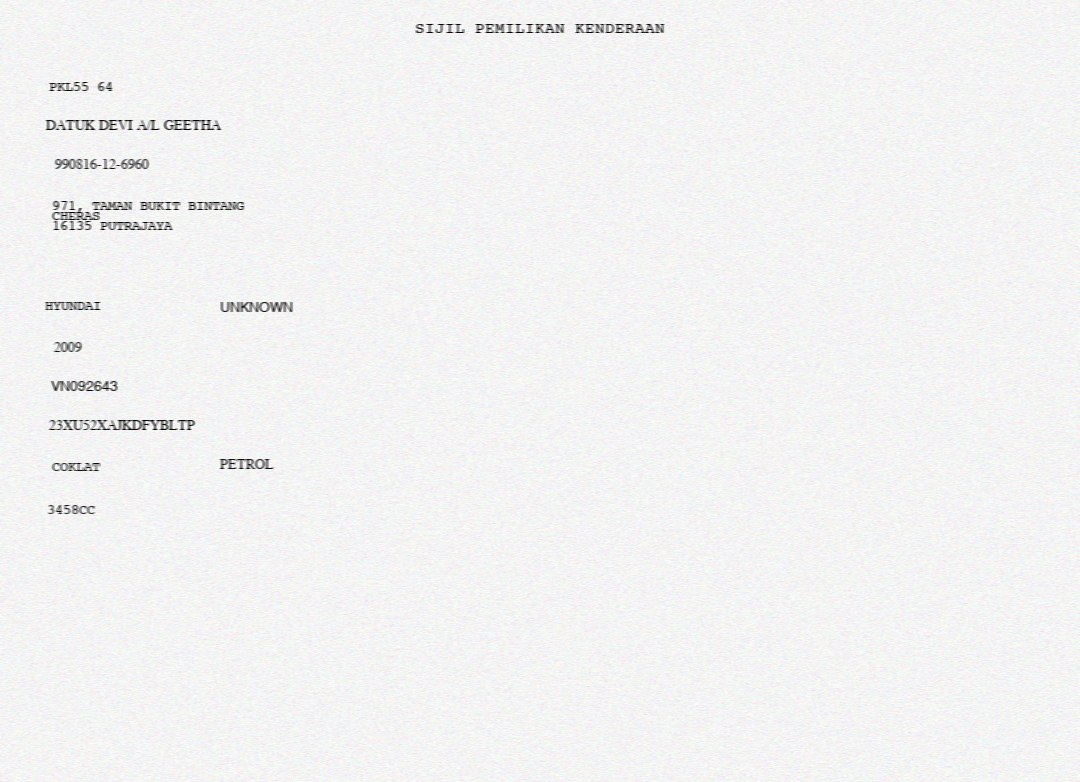 SIJIL PEMILIKAN KENDERAAN
PKL55 64
DATUK DEVI A/L GEETHA
990816-12-6960
971, TAMAN BUKIT BINTANG
CHERAS
16135 PUTRAJAYA
HYUNDAI UNKNOWN
2009
VN092643
23XU52XAJKDFYBLTP
COKLAT PETROL
3458CC